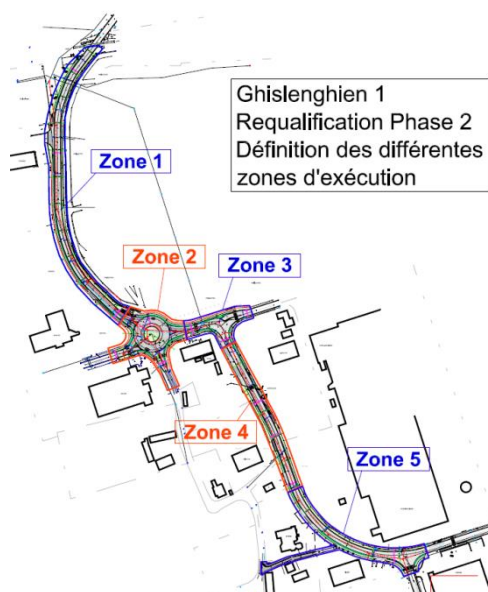 Ghislenghien 1
Requalification Phase 2
Définition des différentes
zones d'exécution
Zone 1
Zone 2
Zone 3
Zone 4
Zone 5